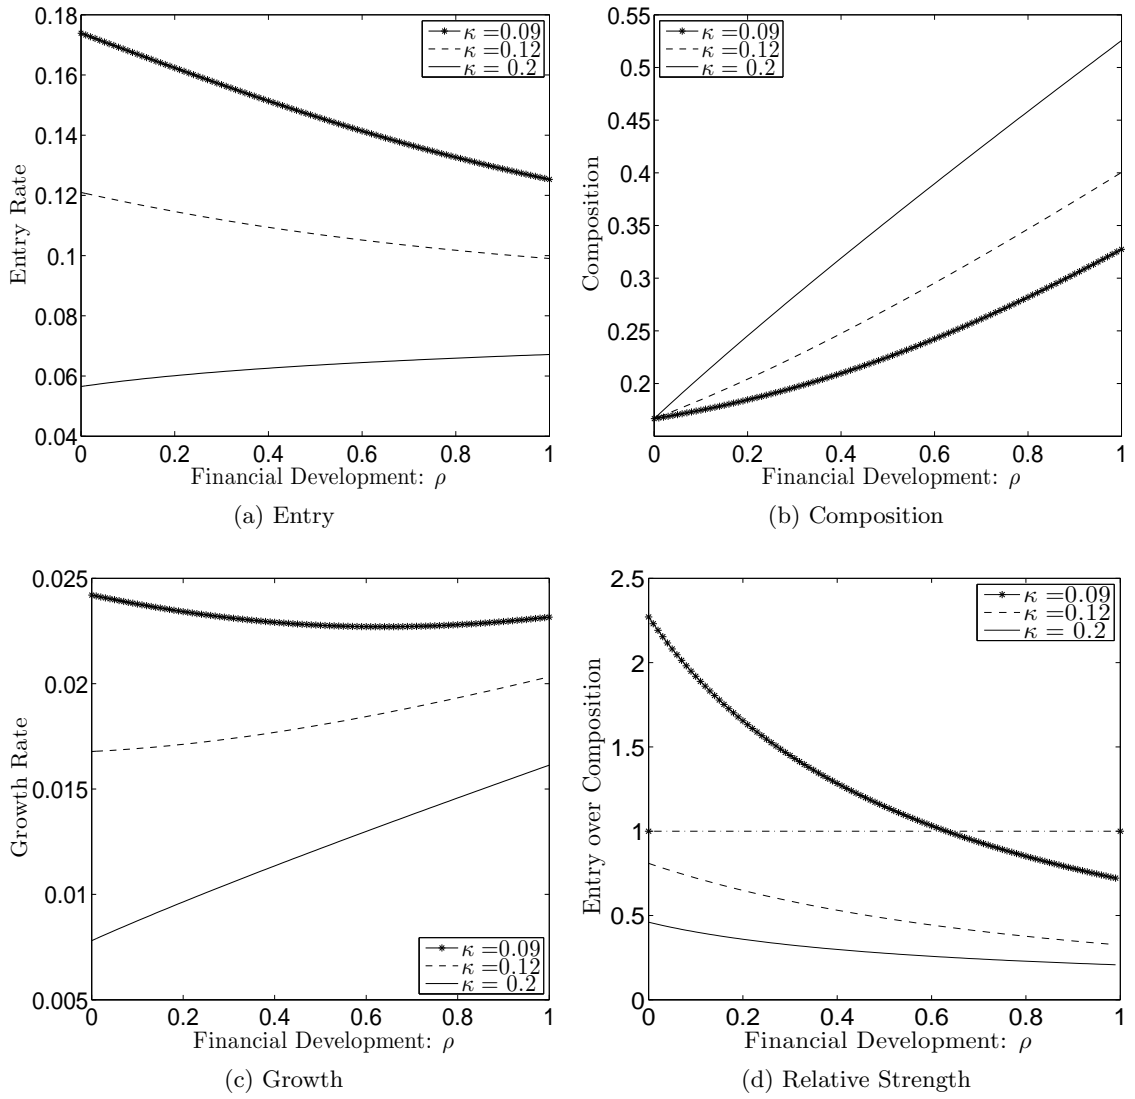 0.18
0.16
0.14
0.12
0.1
0.08
0.06
0.04
0
0.2
0.4
0.6
0.8
1
Entry Rate
κ =0.09
κ =0.12
κ = 0.2
Financial Development: ρ
(a) Entry
0.55
0.5
0.45
0.4
0.35
0.3
0.25
0.2
0
0.2
0.4
0.6
0.8
1
Composition
κ =0.09
κ =0.12
κ = 0.2
Financial Development: ρ
(b) Composition
0.025
0.02
0.015
0.01
0.005
0
0.2
0.4
0.6
0.8
1
Growth Rate
κ =0.09
κ =0.12
κ = 0.2
Financial Development: ρ
(c) Growth
2.5
2
1.5
1
0.5
0
0
0.2
0.4
0.6
0.8
1
Entry over Composition
κ =0.09
κ =0.12
κ = 0.2
Financial Development: ρ
(d) Relative Strength